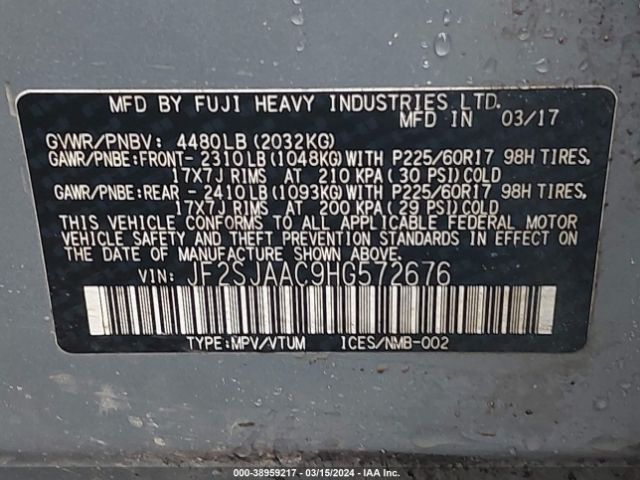 MFD BY FUJI HEAVY INDUSTRIES LTD.
MFD IN 03/17
GVWR/PNBV: 4480LB (2032KG)
GAWR/PNBE:FRONT- 2310LB (1048KG)WITH P225/60R17 98H TIRES,
17X7J RIMS AT 210 KPA(30 PSI)COLD
GAWR/PNBE:REAR - 2410LB (1093KG)WITH P225/60R17 98H TIRES,
17X7J RIMS AT 200 KPA(29 PSI)COLD
THIS VEHICLE CONFORMS TO ALL APPLICABLE FEDERAL MOTOR
VEHICLE SAFETY AND THEFT PREVENTION STANDARDS IN EFFECT ON
THE DATE OF MANUFACTURE SHOWN ABOVE.
VIN: JF2SJAAC9HG572676
TYPE:MPV/VTUM ICES/NMB-002
000-38959217 - 03/15/2024 - IAA Inc.